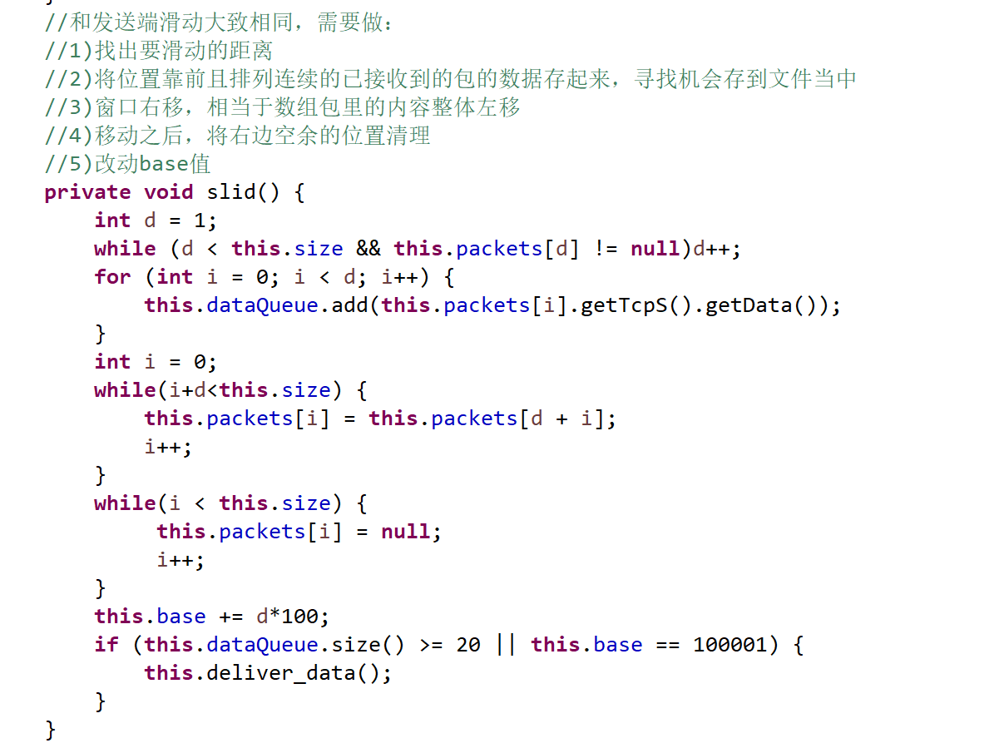 }
//和发送端滑动大致相同，需要做：
//1)找出要滑动的距离
//2)将位置靠前且排列连续的已接收到的包的数据存起来，寻找机会存到文件当中
//3)窗口右移，相当于数组包里的内容整体左移
//4)移动之后，将右边空余的位置清理
//5)改动base值
private void slid() {
    int d = 1;
    while (d < this.size && this.packets[d] != null)d++;
    for (int i = 0; i < d; i++) {
        this.dataQueue.add(this.packets[i].getTcpS().getData());
    }
    int i = 0;
    while(i+d<this.size) {
        this.packets[i] = this.packets[d + i];
        i++;
    }
    while(i < this.size) {
         this.packets[i] = null;
         i++;
    }
    this.base += d*100;
    if (this.dataQueue.size() >= 20 || this.base == 100001) {
        this.deliver_data();
    }
}